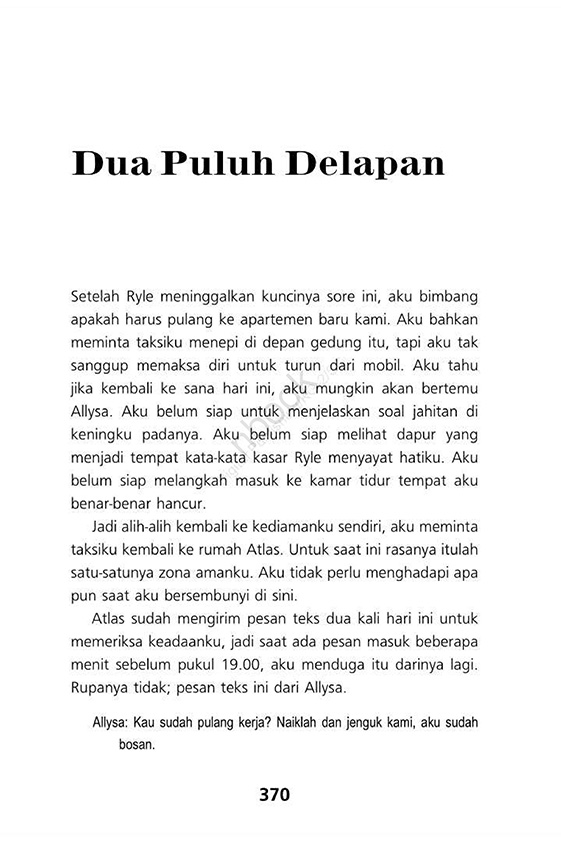 Dua Puluh Delapan
Setelah Ryle meninggalkan kuncinya sore ini, aku bimbang
apakah harus pulang ke apartemen baru kami. Aku bahkan
meminta taksiku menepi di depan gedung itu, tapi aku tak
sanggup memaksa diri untuk turun dari mobil. Aku tahu
jika kembali ke sana hari ini, aku mungkin akan bertemu
Allysa. Aku belum siap untuk menjelaskan soal jahitan di
keningku padanya. Aku belum siap melihat dapur yang
menjadi tempat kata-kata kasar Ryle menyayat hatiku. Aku
belum siap melangkah masuk ke kamar tidur tempat aku
benar-benar hancur.
Jadi alih-alih kembali ke kediamanku sendiri, aku meminta
taksiku kembali ke rumah Atlas. Untuk saat ini rasanya itulah
satu-satunya zona amanku. Aku tidak perlu menghadapi apa
pun saat aku bersembunyi di sini.
Atlas sudah mengirim pesan teks dua kali hari ini untuk
memeriksa keadaanku, jadi saat ada pesan masuk beberapa
menit sebelum pukul 19.00, aku menduga itu darinya lagi.
Rupanya tidak; pesan teks ini dari Allysa.
Allysa: Kau sudah pulang kerja? Naiklah dan jenguk kami, aku sudah
bosan.
370